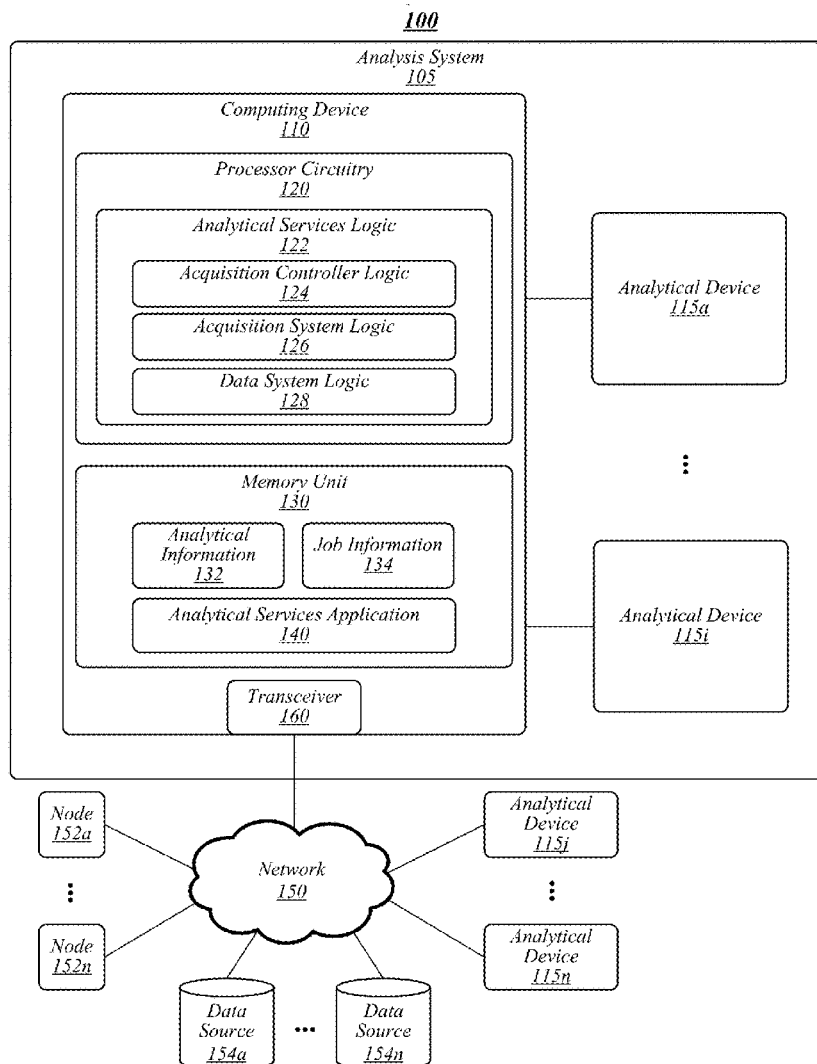 100
Analysis System
105
Computing Device
110
Processor Circuitry
120
Analytical Services Logic
122
Acquisition Controller Logic
124
Acquisition System Logic
126
Data System Logic
128
Analytical Device
115a
Memory Unit
130
Analytical
Information
132
Job Information
134
Analytical Services Application
140
Analytical Device
115i
Transceiver
160
Node
152a
Node
152n
Network
150
Analytical
Device
115j
Analytical
Device
115n
Data
Source
154a
Data
Source
154n